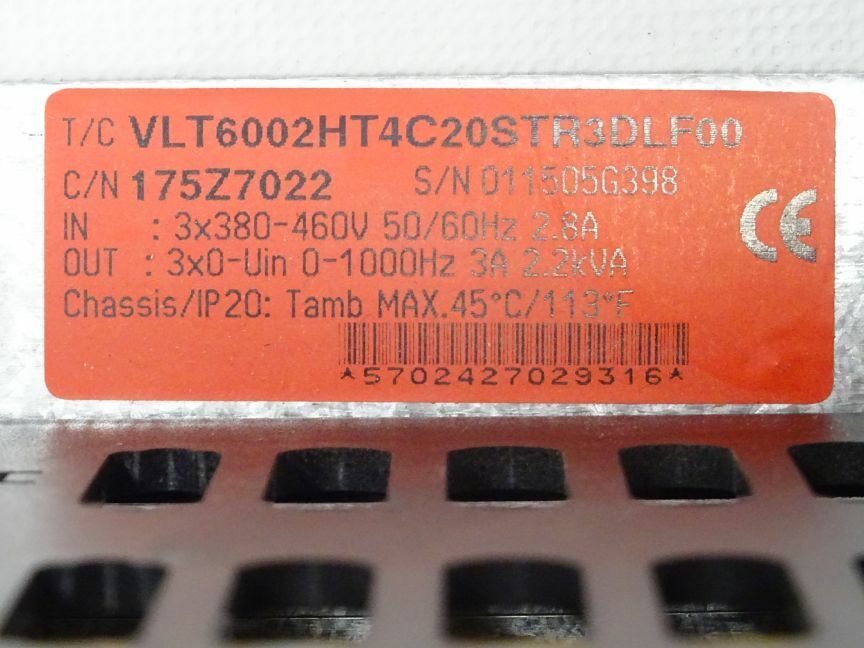 T/C VLT6002HT4C20STR3DLF00
C/N 175Z7022 S/N 011505G398
IN : 3x380-460V 50/60Hz 2.8A
OUT : 3x0-Uin 0-1000Hz 3A 2.2kVA
Chassis/IP20: Tamb MAX.45°C/113°F
CE
*5702427029316*